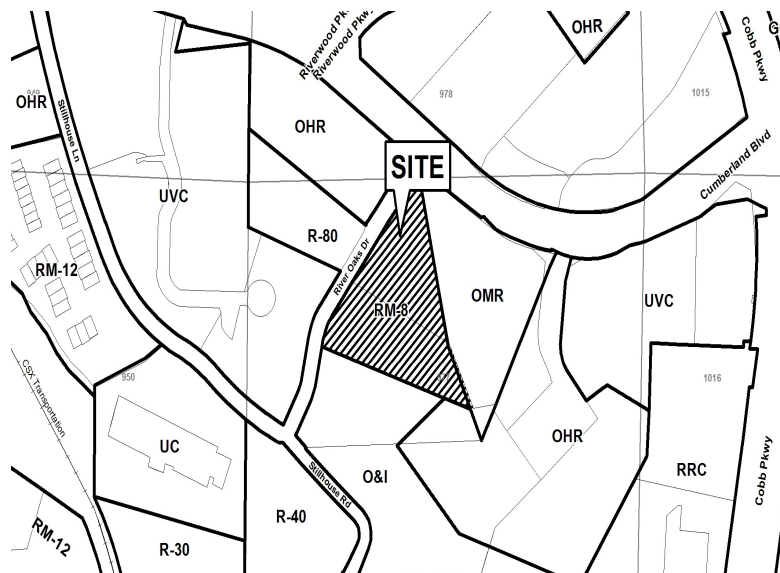 OHR
Cobb Pkwy
G
Riverwood Pkwy
Riverwood Pkwy
978
1015
949
OHR
Stillhouse Ln
OHR
Cumberland Blvd
SITE
UVC
R-80
River Oaks Dr
RM-12
RM-8
OMR
UVC
CSX Transportation
950
1016
UC
OHR
O&I
RRC
Cobb Pkwy
Stillhouse Rd
R-40
RM-12
R-30